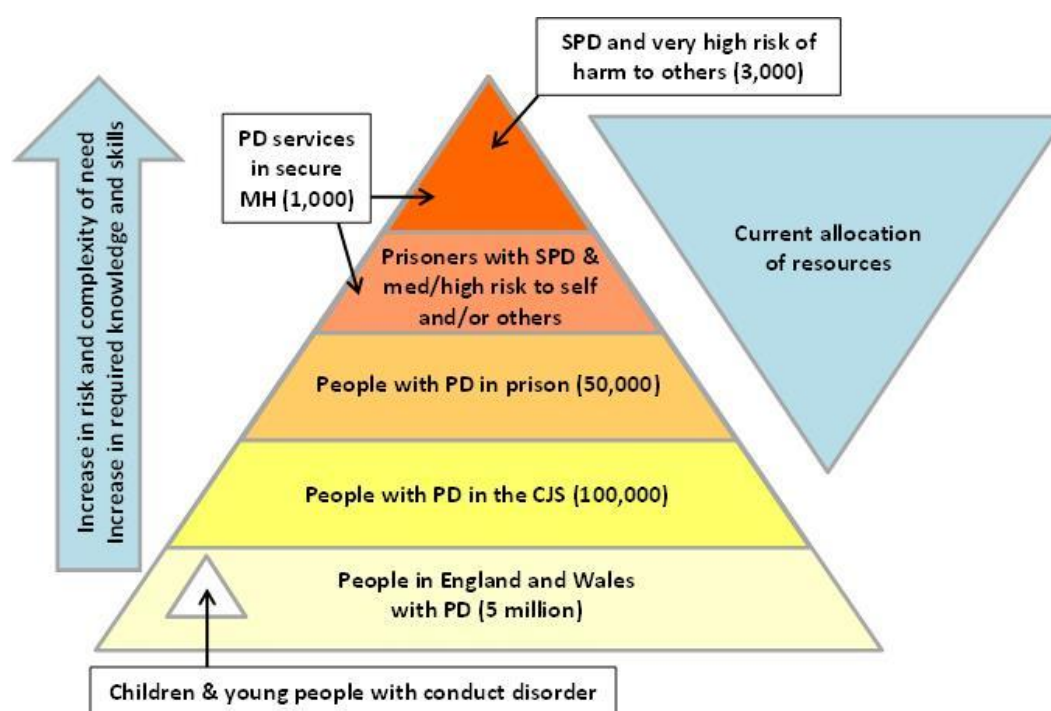 SPD and very high risk of
harm to others (3,000)
PD services
in secure
MH (1,000)
Increase in risk and complexity of need
Increase in required knowledge and skills
Current allocation
of resources
Prisoners with SPD &
med/high risk to self
and/or others
People with PD in prison (50,000)
People with PD in the CJS (100,000)
People in England and Wales
with PD (5 million)
Children & young people with conduct disorder